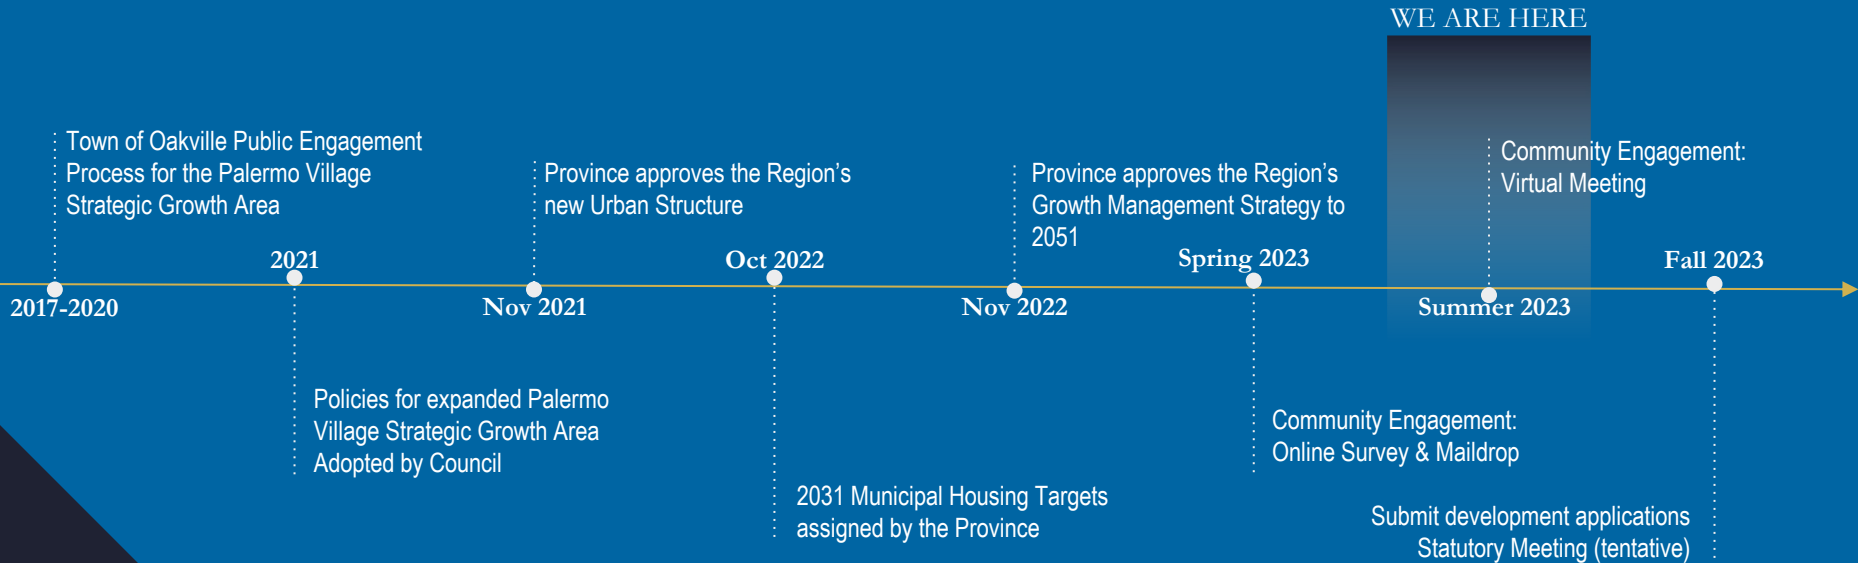 WE ARE HERE
Town of Oakville Public Engagement
Process for the Palermo Village
Strategic Growth Area
2017-2020
2021
Policies for expanded Palermo
Village Strategic Growth Area
Adopted by Council
Province approves the Region's
new Urban Structure
Nov 2021
Oct 2022
2031 Municipal Housing Targets
assigned by the Province
Province approves the Region's
Growth Management Strategy to
2051
Nov 2022
Spring 2023
Community Engagement:
Online Survey & Maildrop
Community Engagement:
Virtual Meeting
Summer 2023
Fall 2023
Submit development applications
Statutory Meeting (tentative)